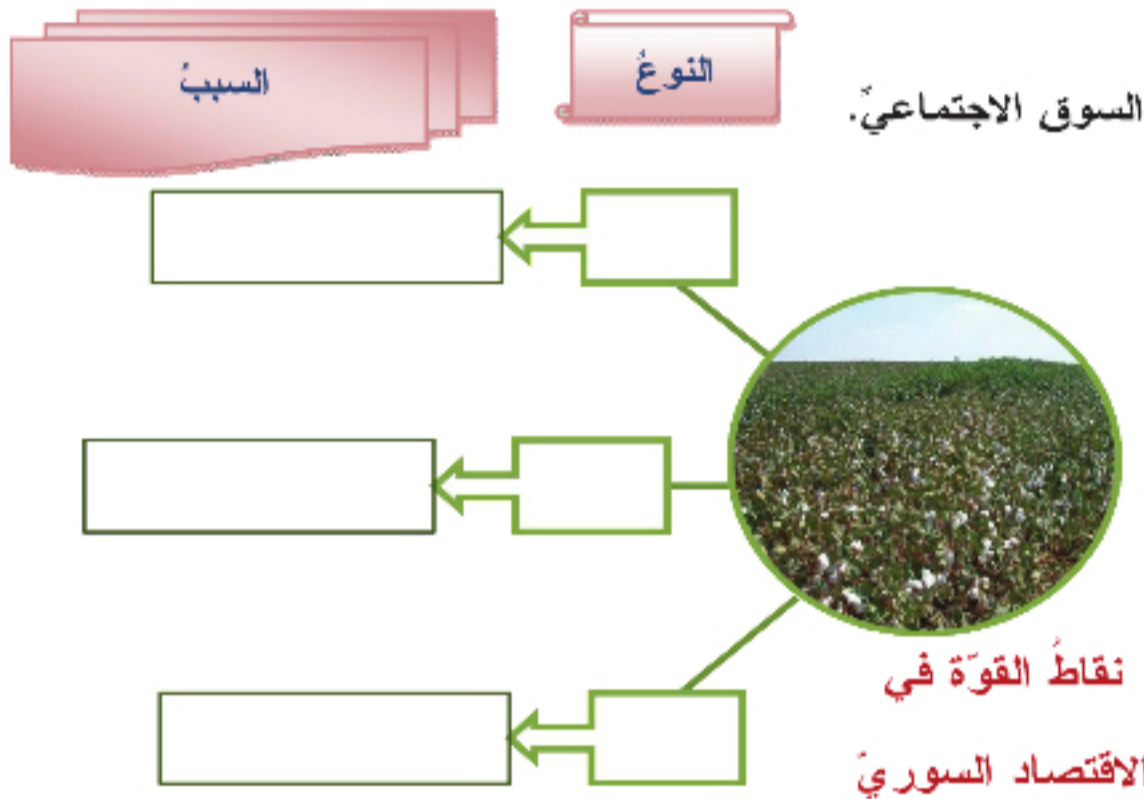 السوق الاجتماعيّ.
النوعُ
السببُ
نقاطُ القوّة في
الاقتصاد السوريّ